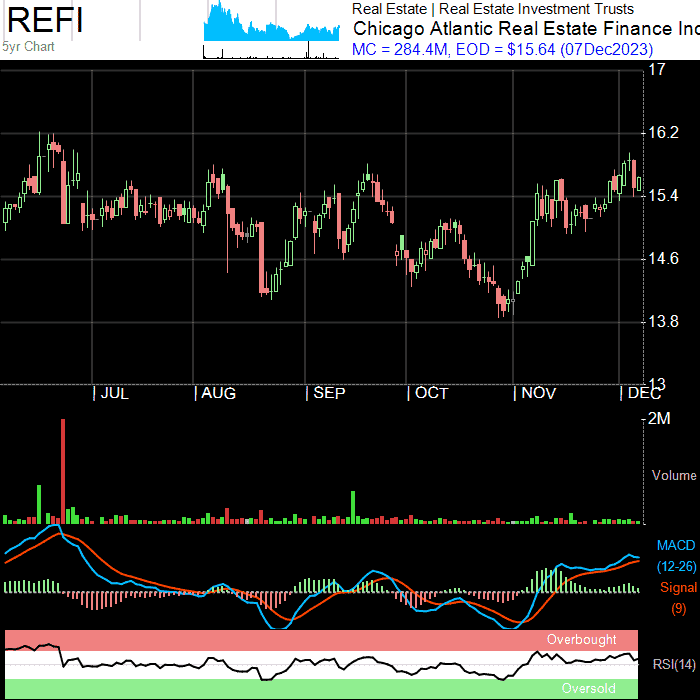 REFI
Real Estate | Real Estate Investment Trusts
Chicago Atlantic Real Estate Finance Inc
5yr Chart
MC = 284.4M, EOD = $15.64 (07Dec2023)
17
16.2
15.4
14.6
13.8
13
| JUL | AUG | SEP | OCT | NOV | DEC
2M
Volume
MACD
(12-26)
Signal
(9)
Overbought
RSI(14)
Oversold